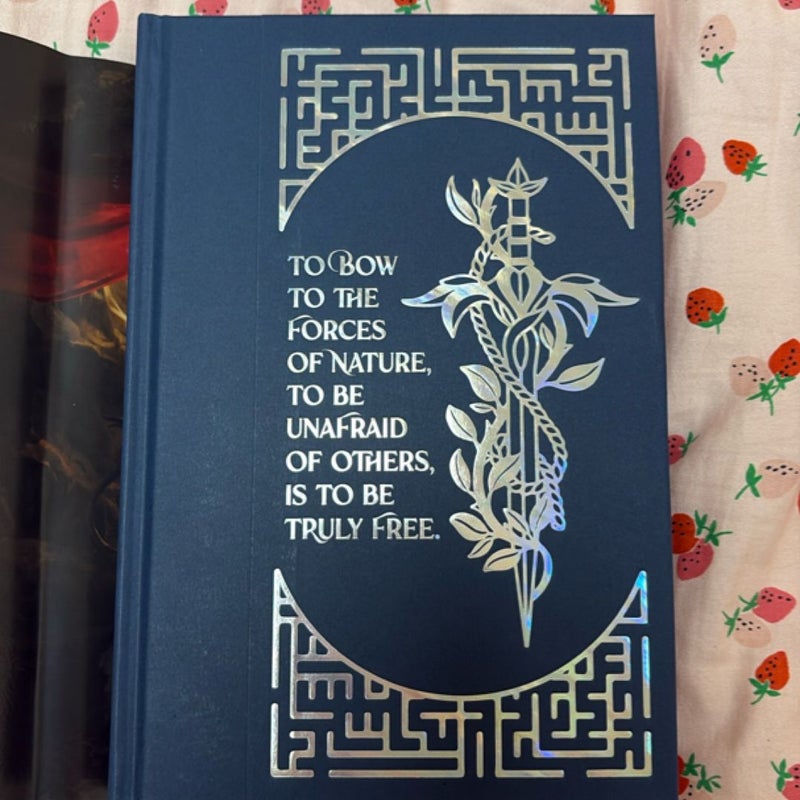 TO BOW
TO THE
FORCES
OF NATURE,
TO BE
UNAFRAID
OF OTHERS,
IS TO BE
TRULY FREE.